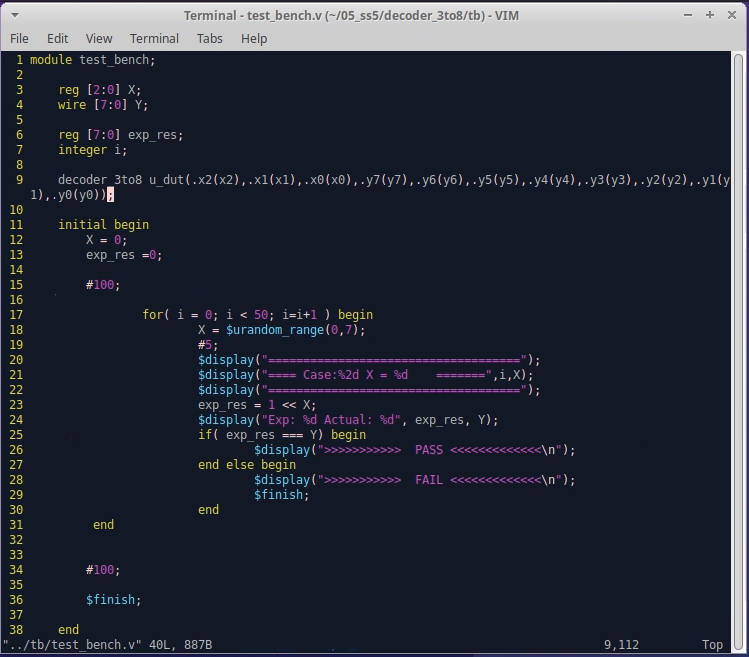 Terminal - test_bench.v (~/05_ss5/decoder_3to8/tb) - VIM
File Edit View Terminal Tabs Help
1 module test_bench;
2
3     reg [2:0] X;
4     wire [7:0] Y;
5
6     reg [7:0] exp_res;
7     integer i;
8
9     decoder_3to8 u_dut(.x2(x2),.x1(x1),.x0(x0),.y7(y7),.y6(y6),.y5(y5),.y4(y4),.y3(y3),.y2(y2),.y1(y
1),.y0(y0));
10
11     initial begin
12         X = 0;
13         exp_res =0;
14
15         #100;
16
17                 for( i = 0; i < 50; i=i+1 ) begin
18                         X = $urandom_range(0,7);
19                         #5;
20                         $display("====================================");
21                         $display("==== Case:%2d X = %d    =======",i,X);
22                         $display("====================================");
23                         exp_res = 1 << X;
24                         $display("Exp: %d Actual: %d", exp_res, Y);
25                         if( exp_res === Y) begin
26                                 $display(">>>>>>>>>>>  PASS <<<<<<<<<<<<<\n");
27                         end else begin
28                                 $display(">>>>>>>>>>>  FAIL <<<<<<<<<<<<<\n");
29                                 $finish;
30                         end
31          end
32
33
34         #100;
35
36         $finish;
37
38     end
"../tb/test_bench.v" 40L, 887B 9,112 Top